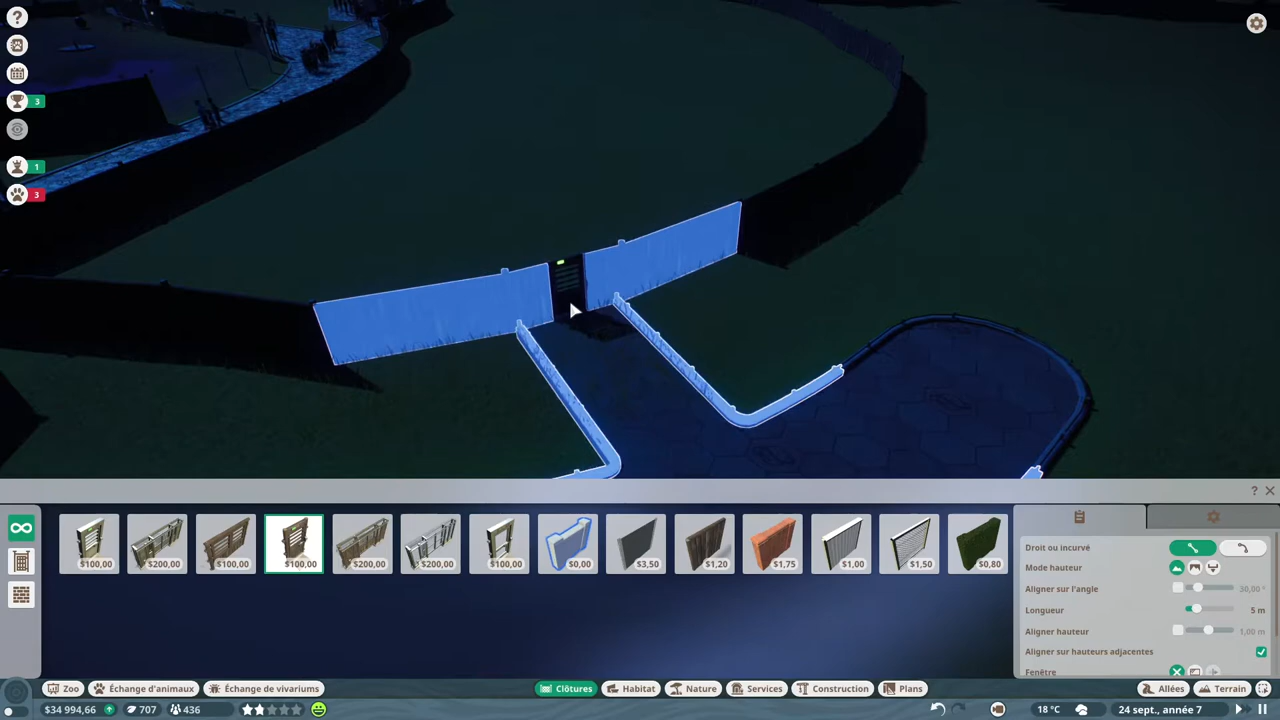 ?
3
1
3
?
$100,00
$200,00
$100,00
$100,00
$200,00
$200,00
$100,00
$0,00
$3,50
$1,20
$1,75
$1,00
$1,50
$0,80
Droit ou incurvé
Mode hauteur
Aligner sur l'angle 30,00 °
Longueur 5 m
Aligner hauteur 1,00 m
Aligner sur hauteurs adjacentes
Fenêtre
Zoo Échange d'animaux Échange de vivariums Clôtures Habitat Nature Services Construction Plans Allées Terrain
$34 994,66 707 436 18 °C 24 sept., année 7